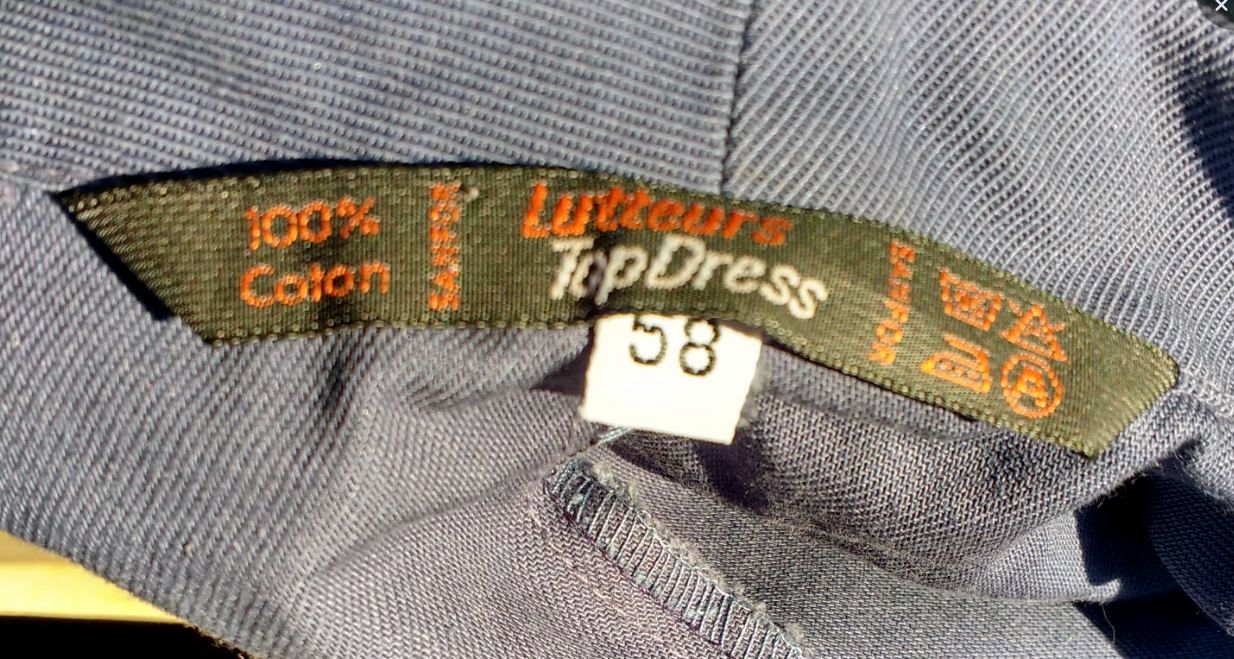 100%
Coton
SANFOR
Lutteurs
TopDress
58
SANFOR
P